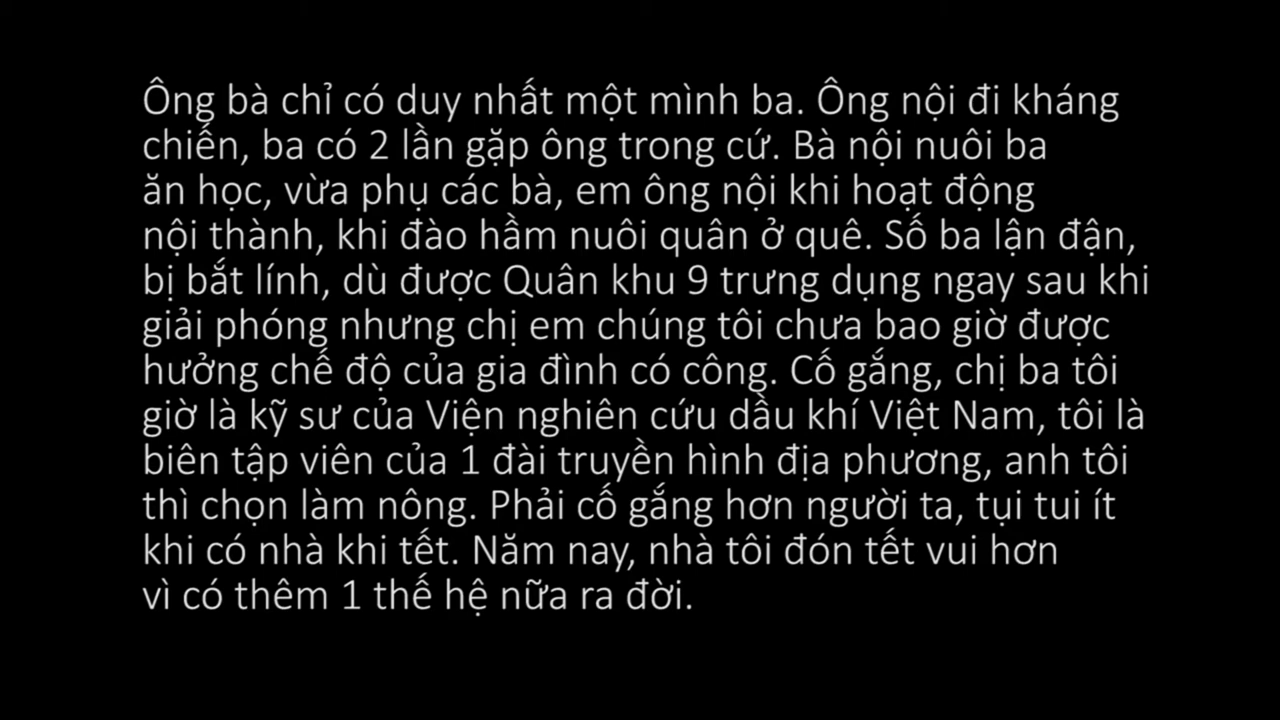 Ông bà chỉ có duy nhất một mình ba. Ông nội đi kháng
chiến, ba có 2 lần gặp ông trong cứ. Bà nội nuôi ba
ăn học, vừa phụ các bà, em ông nội khi hoạt động
nội thành, khi đào hầm nuôi quân ở quê. Số ba lận đận,
bị bắt lính, dù được Quân khu 9 trưng dụng ngay sau khi
giải phóng nhưng chị em chúng tôi chưa bao giờ được
hưởng chế độ của gia đình có công. Cố gắng, chị ba tôi
giờ là kỹ sư của Viện nghiên cứu dầu khí Việt Nam, tôi là
biên tập viên của 1 đài truyền hình địa phương, anh tôi
thì chọn làm nông. Phải cố gắng hơn người ta, tụi tui ít
khi có nhà khi tết. Năm nay, nhà tôi đón tết vui hơn
vì có thêm 1 thế hệ nữa ra đời.